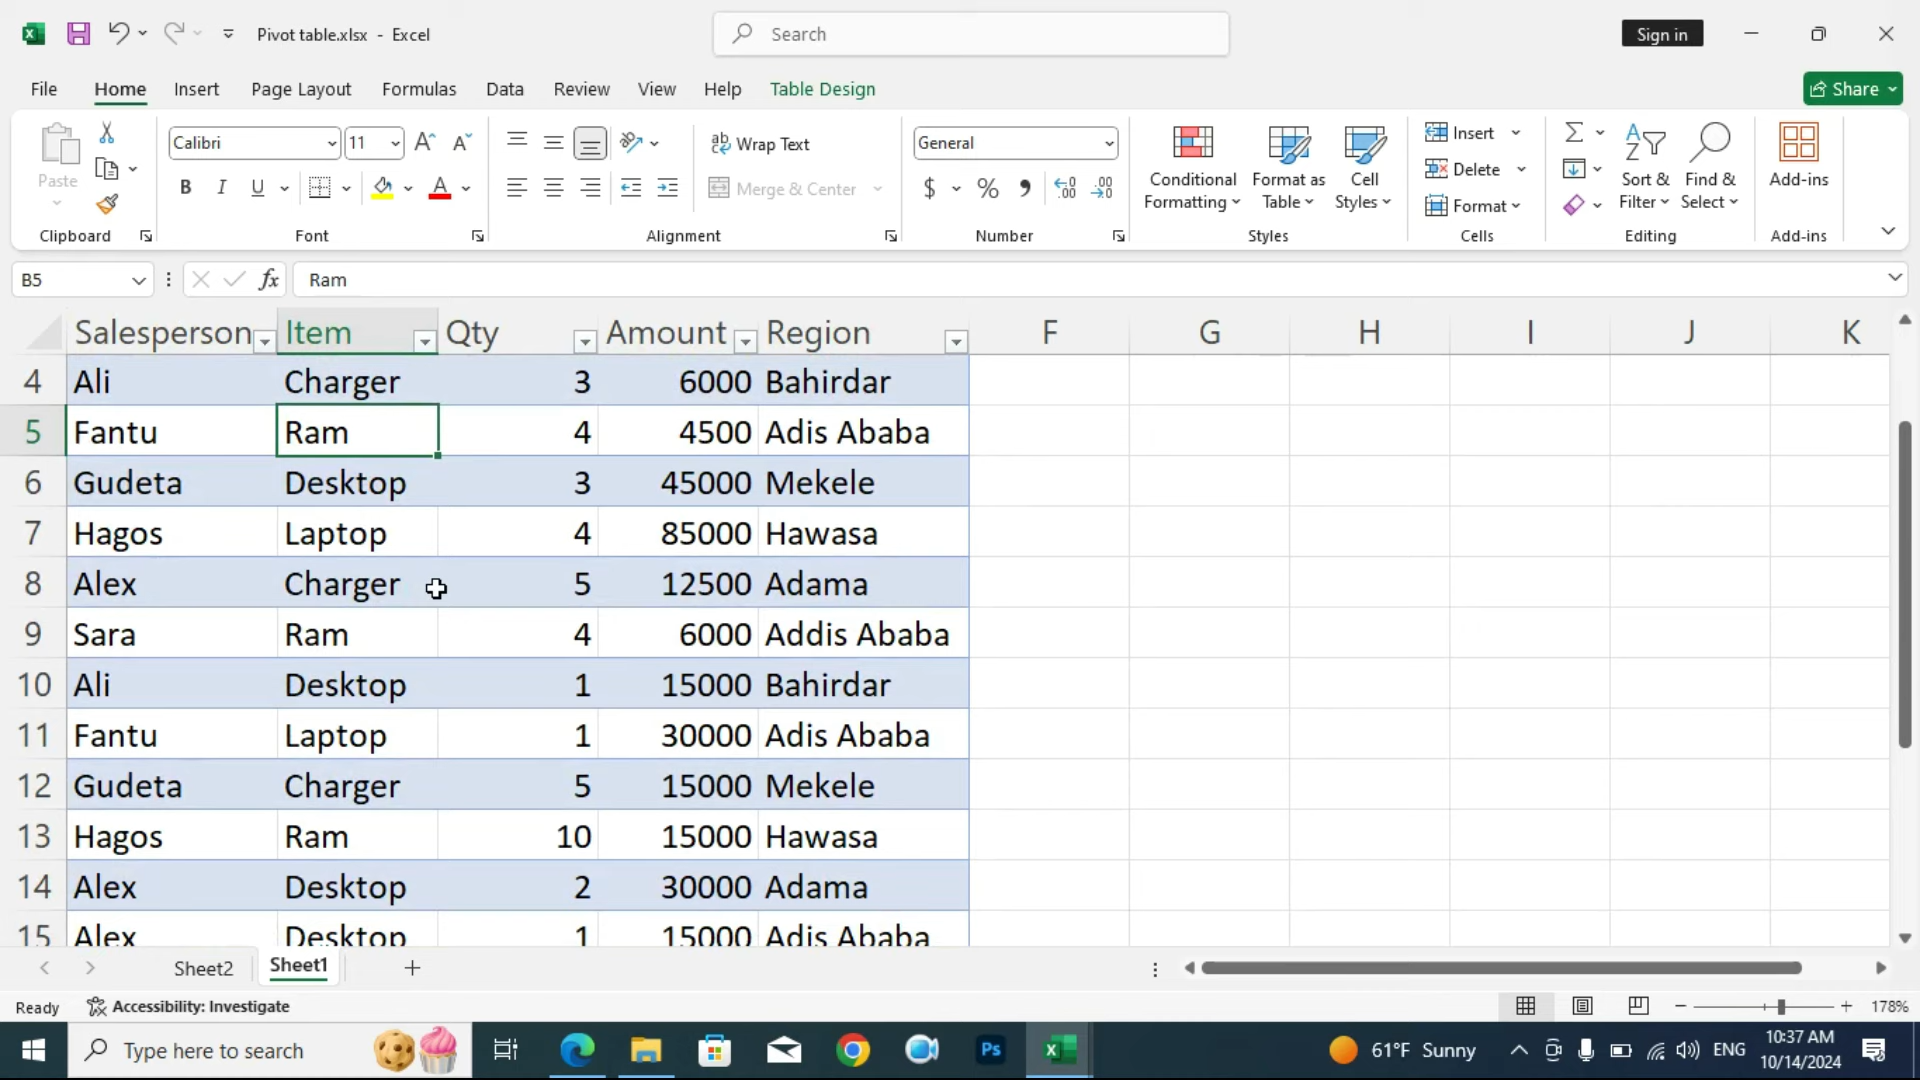 Pivot table.xlsx - Excel
Search
Sign in
File Home Insert Page Layout Formulas Data Review View Help Table Design
Share
Paste
Clipboard
Calibri 11
B I U
A
Font
ab Wrap Text
Merge & Center
Alignment
General
$ % 9
Number
Conditional Formatting
Format as Table
Cell Styles
Styles
Insert
Delete
Format
Cells
Sort & Filter
Find & Select
Editing
Add-ins
Add-ins
B5 fx Ram
Salesperson Item Qty Amount Region F G H I J K
4 Ali Charger 3 6000 Bahirdar
5 Fantu Ram 4 4500 Adis Ababa
6 Gudeta Desktop 3 45000 Mekele
7 Hagos Laptop 4 85000 Hawasa
8 Alex Charger 5 12500 Adama
9 Sara Ram 4 6000 Addis Ababa
10 Ali Desktop 1 15000 Bahirdar
11 Fantu Laptop 1 30000 Adis Ababa
12 Gudeta Charger 5 15000 Mekele
13 Hagos Ram 10 15000 Hawasa
14 Alex Desktop 2 30000 Adama
15 Alex Desktop 1 15000 Adis Ababa
Sheet2 Sheet1
Ready Accessibility: Investigate 178%
Type here to search
Ps
61°F Sunny
ENG
10:37 AM
10/14/2024